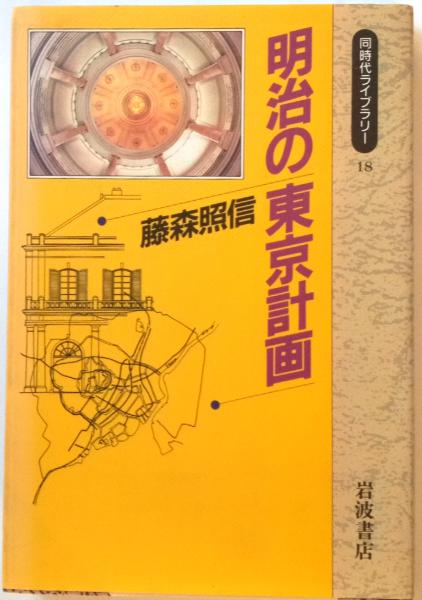 同時代ライブラリー
18
明治の東京計画
藤森照信
岩波書店